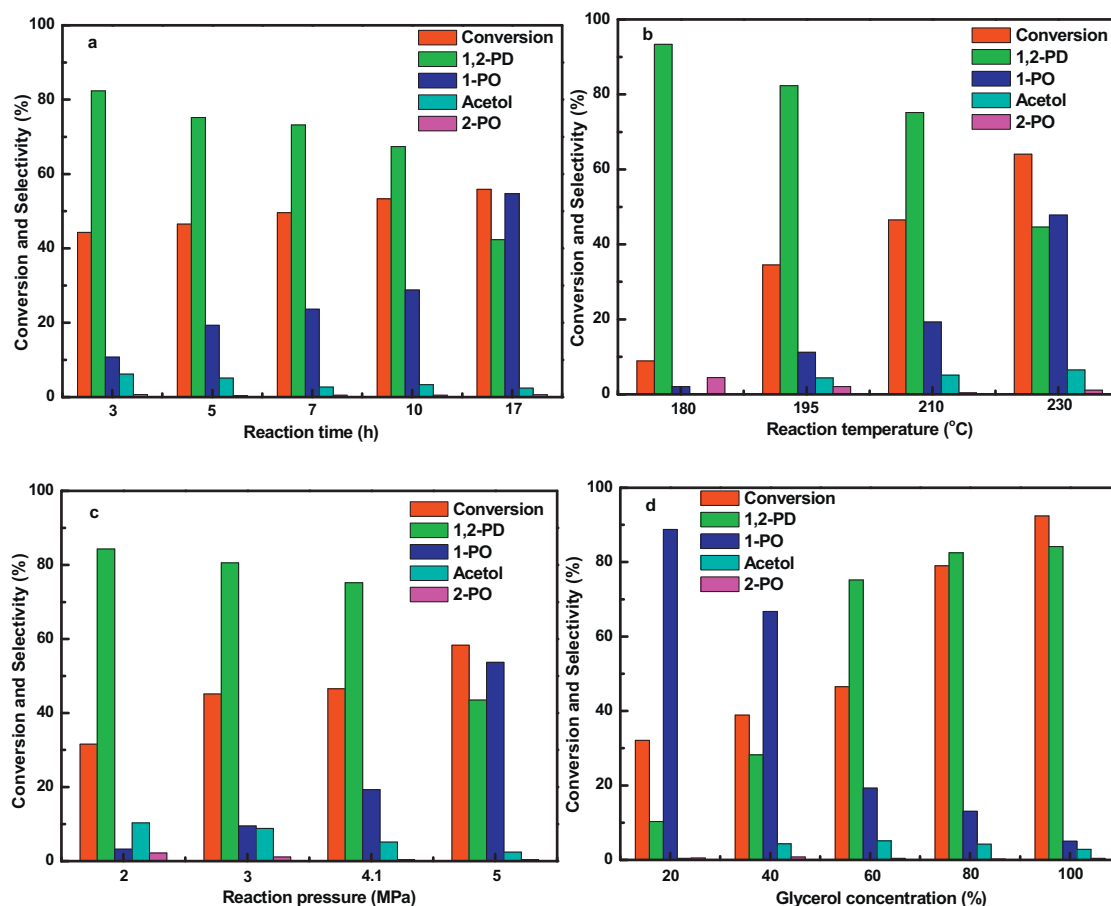 a
Conversion
1,2-PD
1-PO
Acetol
2-PO
Conversion and Selectivity (%)
100
80
60
40
20
0
3 5 7 10 17
Reaction time (h)
b
Conversion
1,2-PD
1-PO
Acetol
2-PO
Conversion and Selectivity (%)
100
80
60
40
20
0
180 195 210 230
Reaction temperature (°C)
c
Conversion
1,2-PD
1-PO
Acetol
2-PO
Conversion and Selectivity (%)
100
80
60
40
20
0
2 3 4.1 5
Reaction pressure (MPa)
d
Conversion
1,2-PD
1-PO
Acetol
2-PO
Conversion and Selectivity (%)
100
80
60
40
20
0
20 40 60 80 100
Glycerol concentration (%)